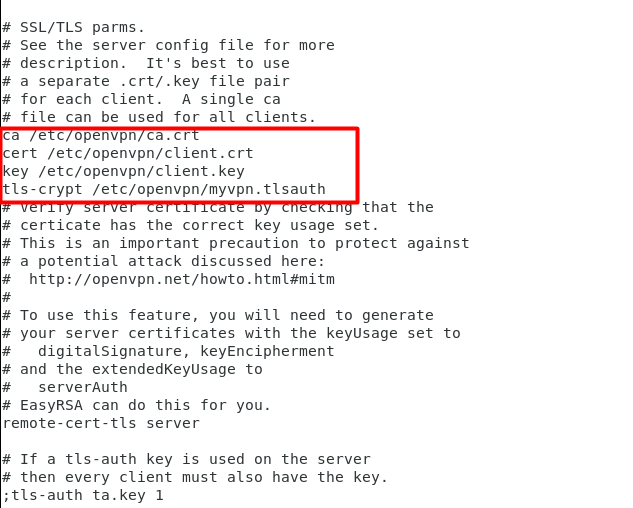 # SSL/TLS parms.
# See the server config file for more
# description.  It's best to use
# a separate .crt/.key file pair
# for each client.  A single ca
# file can be used for all clients.
ca /etc/openvpn/ca.crt
cert /etc/openvpn/client.crt
key /etc/openvpn/client.key
tls-crypt /etc/openvpn/myvpn.tlsauth
# Verify server certificate by checking that the
# certicate has the correct key usage set.
# This is an important precaution to protect against
# a potential attack discussed here:
#  http://openvpn.net/howto.html#mitm
#
# To use this feature, you will need to generate
# your server certificates with the keyUsage set to
#   digitalSignature, keyEncipherment
# and the extendedKeyUsage to
#   serverAuth
# EasyRSA can do this for you.
remote-cert-tls server

# If a tls-auth key is used on the server
# then every client must also have the key.
;tls-auth ta.key 1